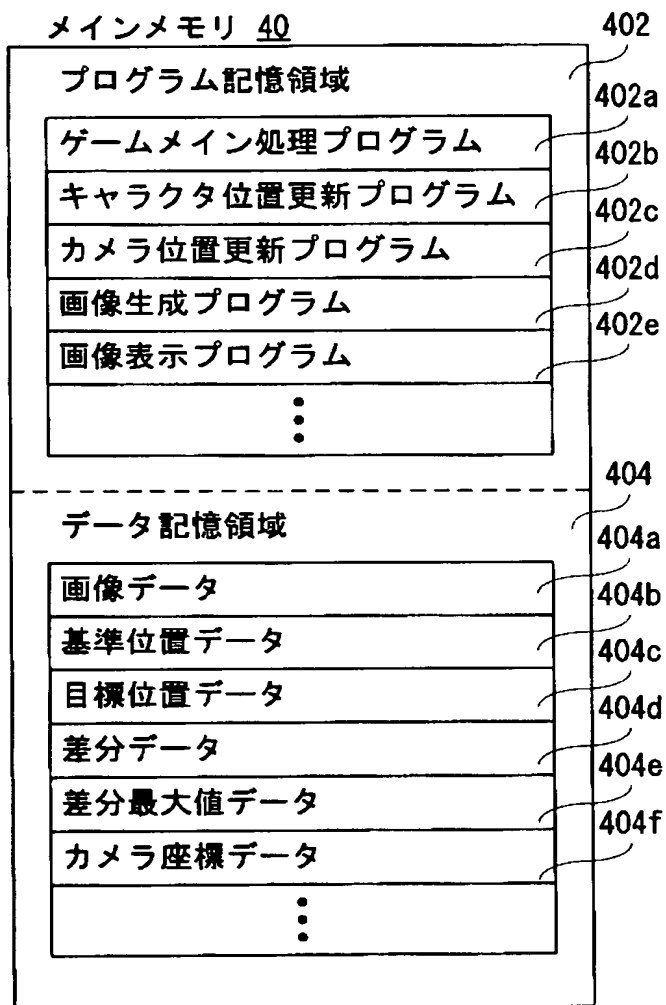 メインメモリ 40
402
プログラム記憶領域
402a
ゲームメイン処理プログラム
402b
キャラクタ位置更新プログラム
402c
カメラ位置更新プログラム
402d
画像生成プログラム
402e
画像表示プログラム
404
データ記憶領域
404a
画像データ
404b
基準位置データ
404c
目標位置データ
404d
差分データ
404e
差分最大値データ
404f
カメラ座標データ